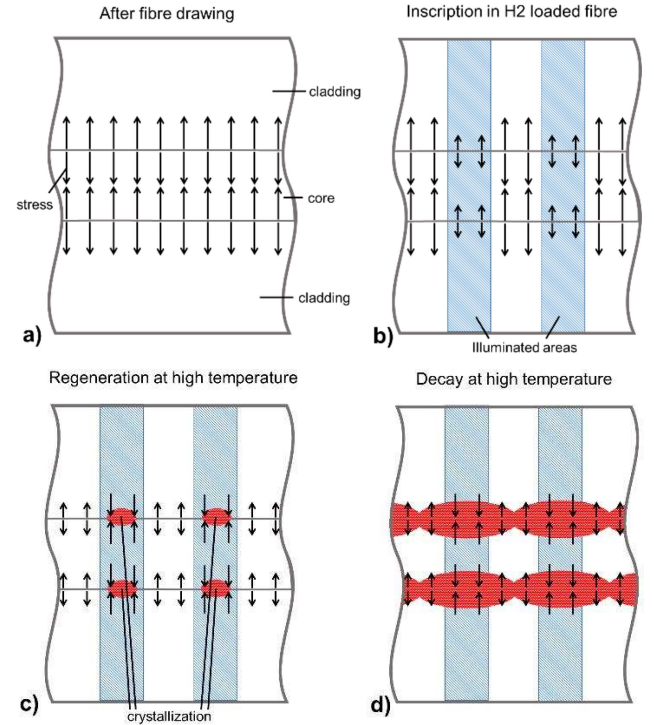 After fibre drawing
cladding
stress
core
cladding
a)
Inscription in H2 loaded fibre
Illuminated areas
b)
Regeneration at high temperature
crystallization
c)
Decay at high temperature
d)